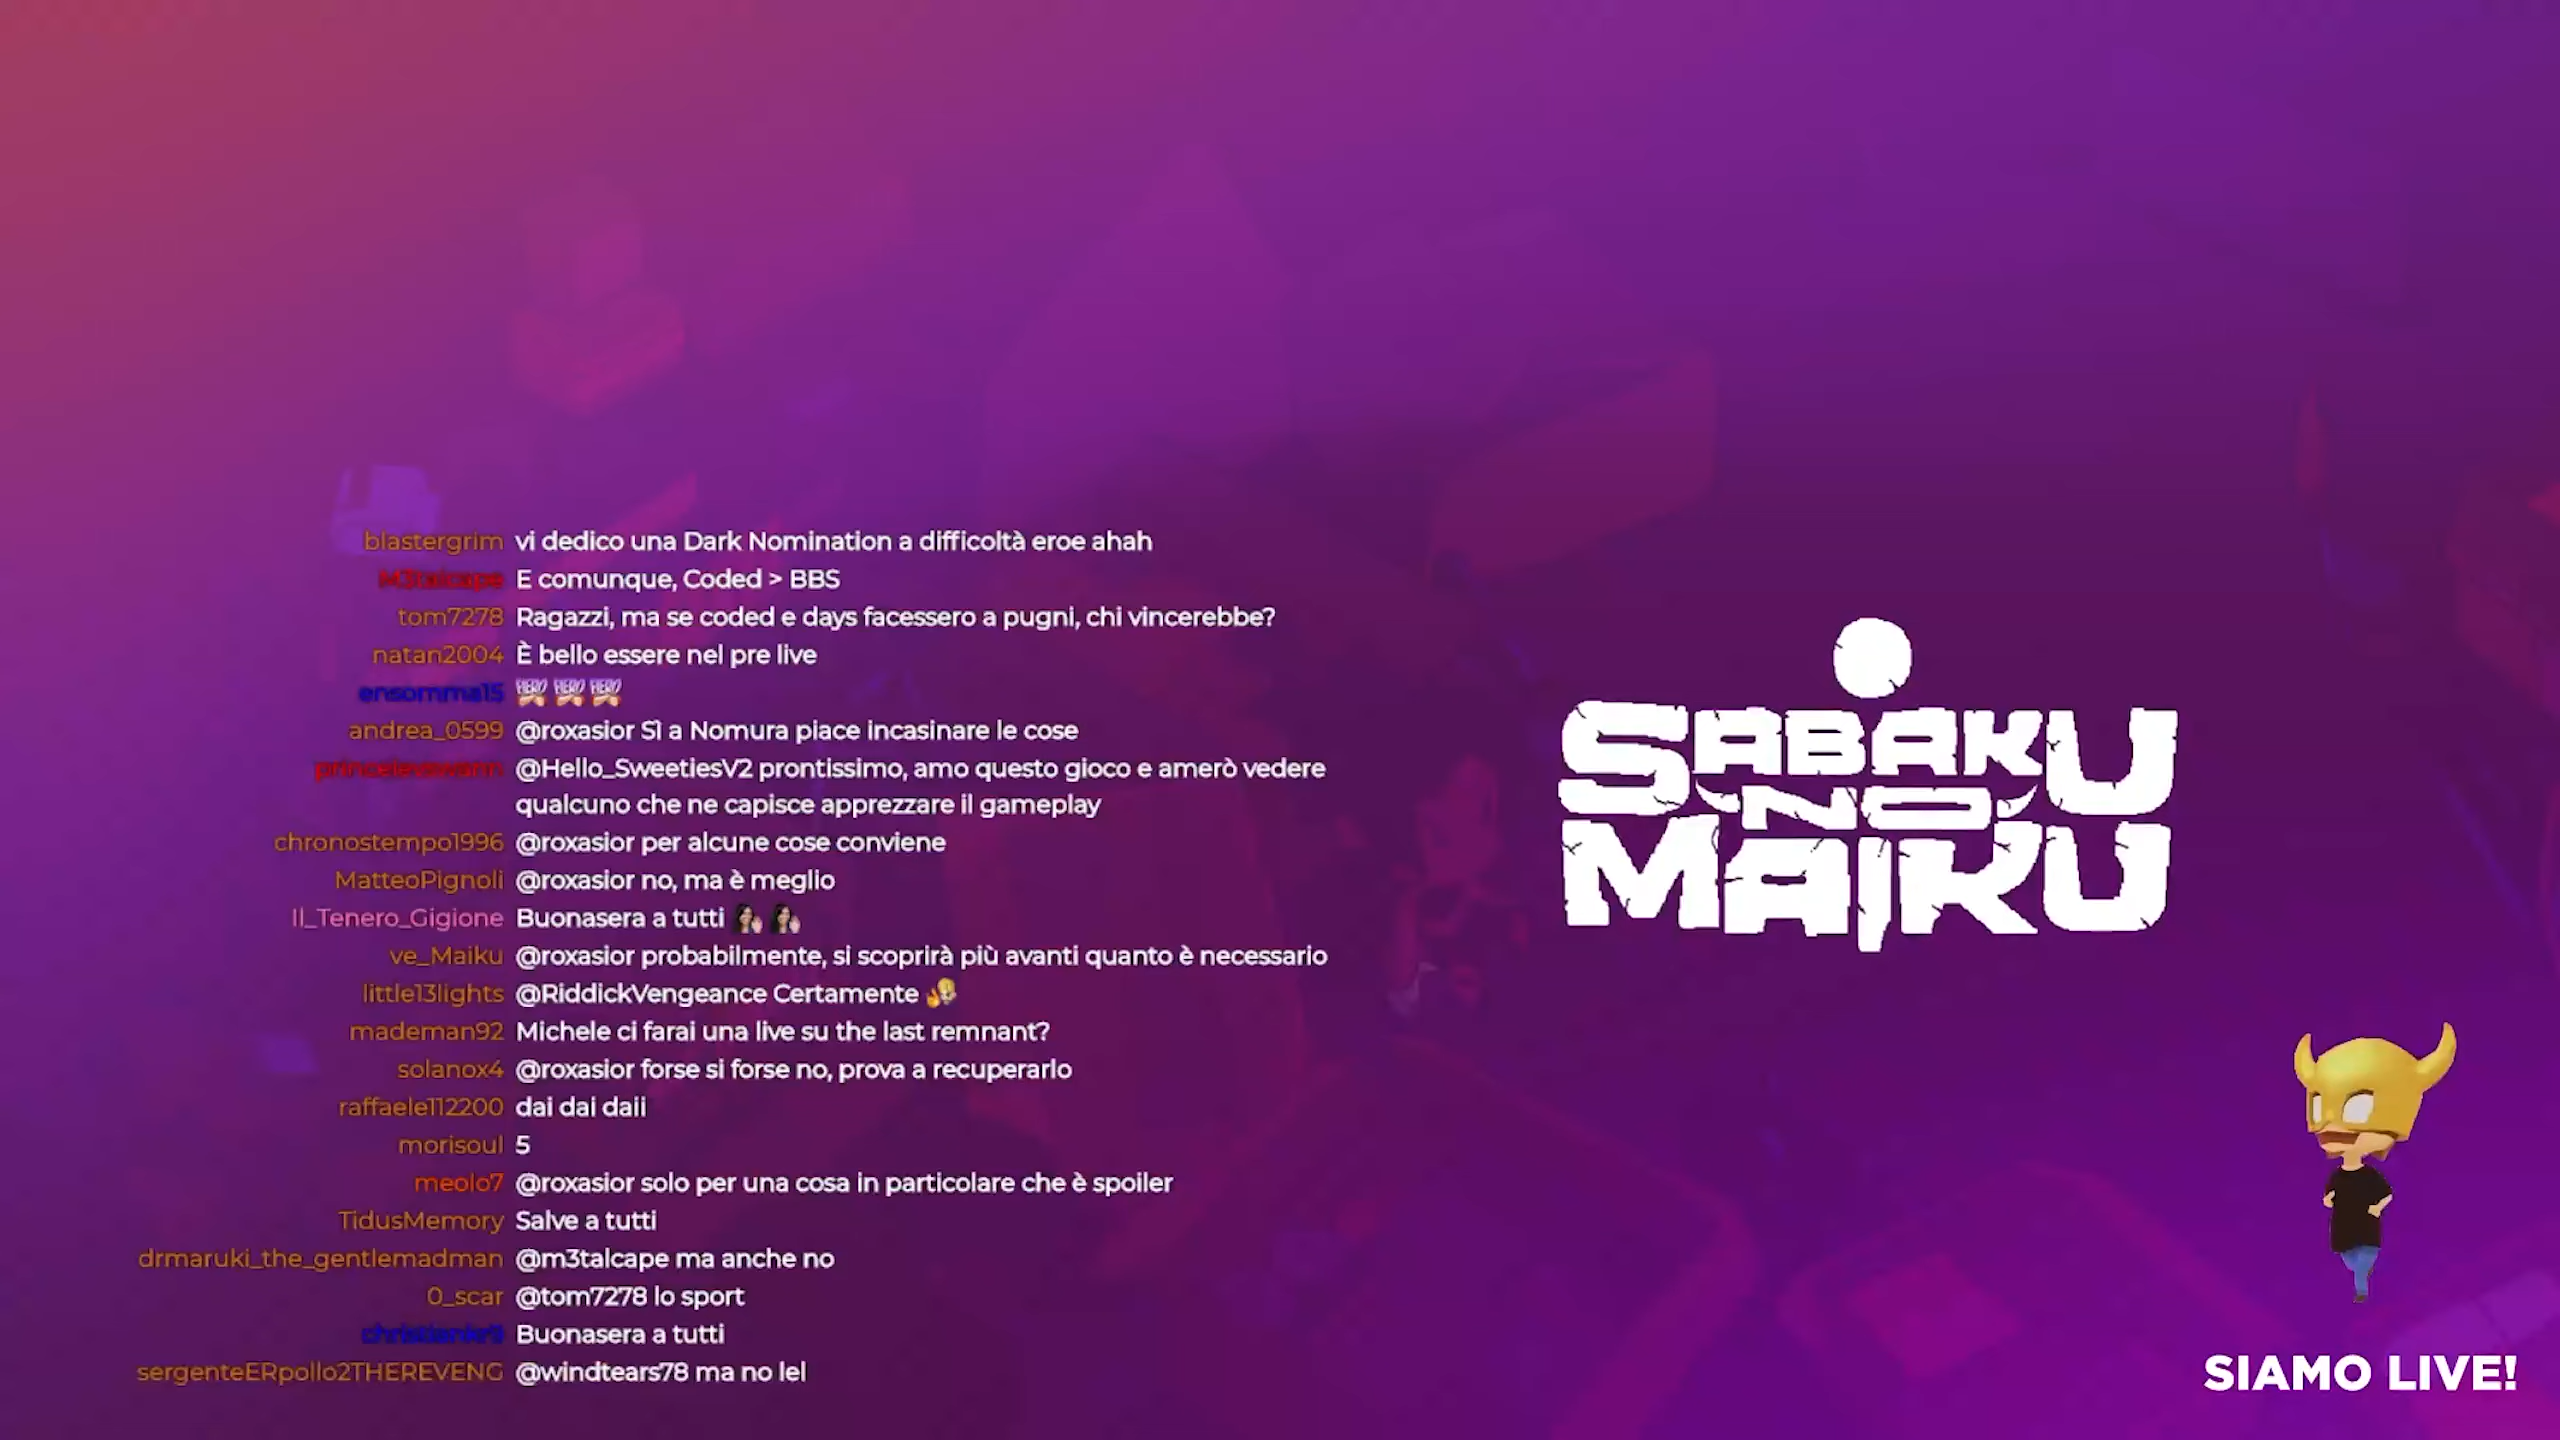 blastergrim vi dedico una Dark Nomination a difficoltà eroe ahah
M3talcape E comunque, Coded > BBS
tom7278 Ragazzi, ma se coded e days facessero a pugni, chi vincerebbe?
natan2004 È bello essere nel pre live
ensomma15
andrea_0599 @roxasior Sì a Nomura piace incasinare le cose
@Hello_SweetiesV2 prontissimo, amo questo gioco e amerò vedere
qualcuno che ne capisce apprezzare il gameplay
chronostempo1996 @roxasior per alcune cose conviene
MatteoPignoli @roxasior no, ma è meglio
Il_Tenero_Gigione Buonasera a tutti
ve_Maiku @roxasior probabilmente, si scoprirà più avanti quanto è necessario
little13lights @RiddickVengeance Certamente
mademan92 Michele ci farai una live su the last remnant?
solanox4 @roxasior forse si forse no, prova a recuperarlo
raffaele112200 dai dai daii
morisoul 5
meolo7 @roxasior solo per una cosa in particolare che è spoiler
TidusMemory Salve a tutti
drmaruki_the_gentlemadman @m3talcape ma anche no
0_scar @tom7278 lo sport
christiankr9 Buonasera a tutti
sergenteERpollo2THEREVENG @windtears78 ma no lel
SABAKU
NO
MAIKU
SIAMO LIVE!